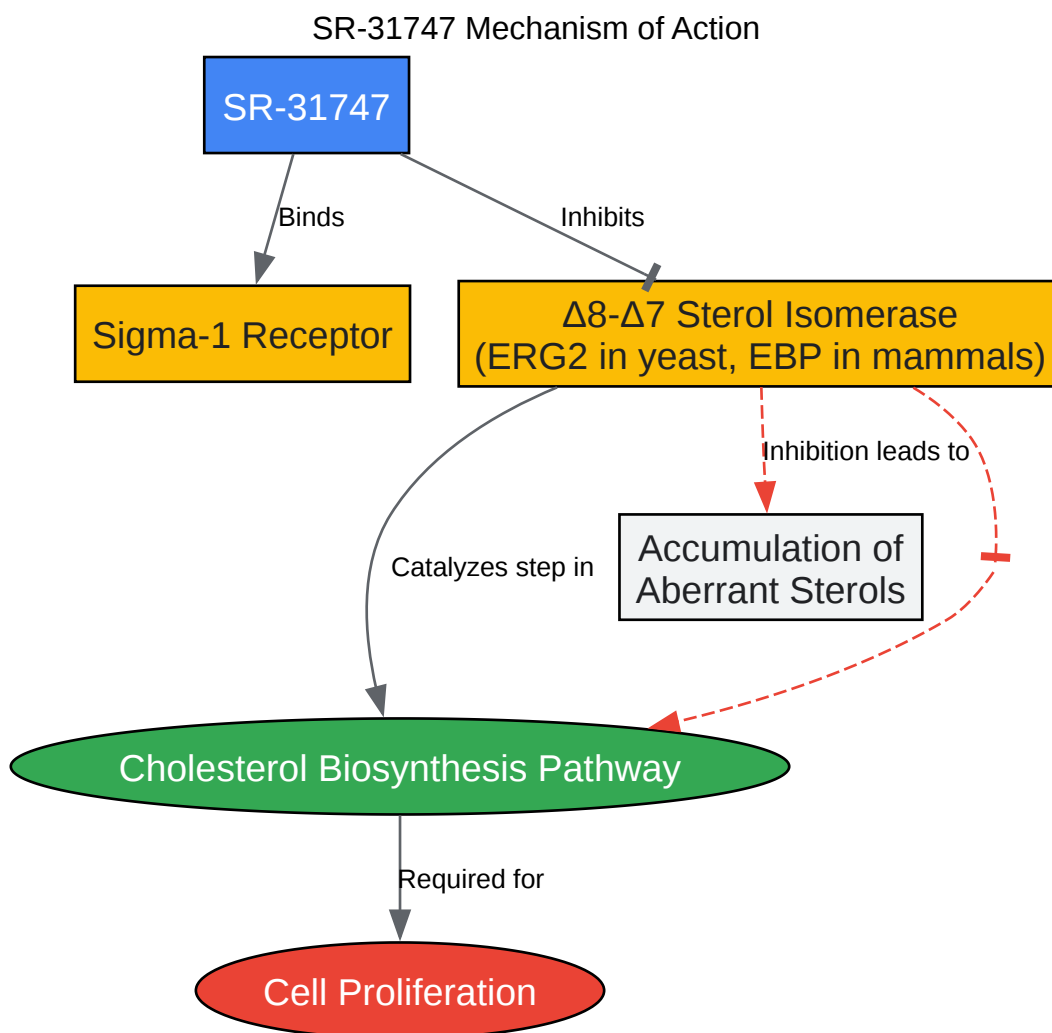 SR-31747 Mechanism of Action
SR-31747
Binds
Inhibits
Sigma-1 Receptor
Δ8-Δ7 Sterol Isomerase
(ERG2 in yeast, EBP in mammals)
Inhibition leads to
Accumulation of
Aberrant Sterols
Catalyzes step in
Cholesterol Biosynthesis Pathway
Required for
Cell Proliferation